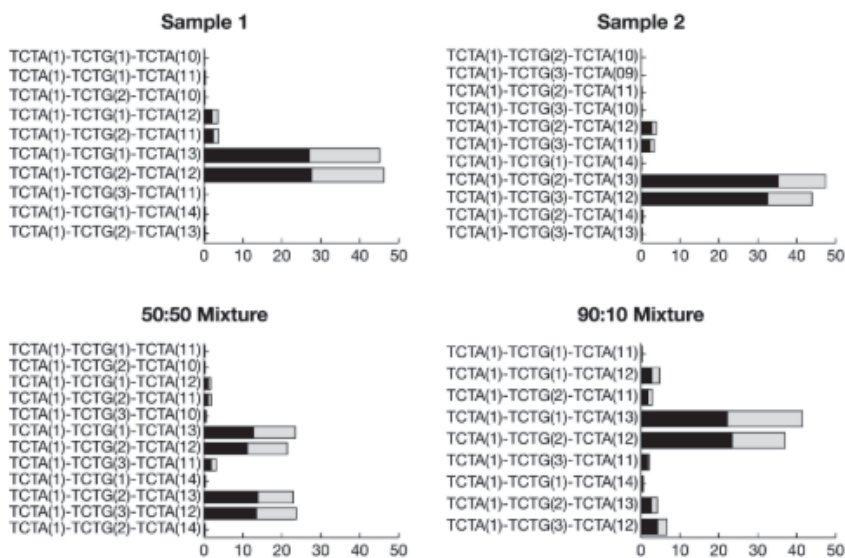 Sample 1
TCTA(1)-TCTG(1)-TCTA(10)
TCTA(1)-TCTG(1)-TCTA(11)
TCTA(1)-TCTG(2)-TCTA(10)
TCTA(1)-TCTG(1)-TCTA(12)
TCTA(1)-TCTG(2)-TCTA(11)
TCTA(1)-TCTG(1)-TCTA(13)
TCTA(1)-TCTG(2)-TCTA(12)
TCTA(1)-TCTG(3)-TCTA(11)
TCTA(1)-TCTG(1)-TCTA(14)
TCTA(1)-TCTG(2)-TCTA(13)
0 10 20 30 40 50
Sample 2
TCTA(1)-TCTG(2)-TCTA(10)
TCTA(1)-TCTG(3)-TCTA(09)
TCTA(1)-TCTG(2)-TCTA(11)
TCTA(1)-TCTG(3)-TCTA(10)
TCTA(1)-TCTG(2)-TCTA(12)
TCTA(1)-TCTG(3)-TCTA(11)
TCTA(1)-TCTG(1)-TCTA(14)
TCTA(1)-TCTG(2)-TCTA(13)
TCTA(1)-TCTG(3)-TCTA(12)
TCTA(1)-TCTG(2)-TCTA(14)
TCTA(1)-TCTG(3)-TCTA(13)
0 10 20 30 40 50
50:50 Mixture
TCTA(1)-TCTG(1)-TCTA(11)
TCTA(1)-TCTG(2)-TCTA(10)
TCTA(1)-TCTG(1)-TCTA(12)
TCTA(1)-TCTG(2)-TCTA(11)
TCTA(1)-TCTG(3)-TCTA(10)
TCTA(1)-TCTG(1)-TCTA(13)
TCTA(1)-TCTG(2)-TCTA(12)
TCTA(1)-TCTG(3)-TCTA(11)
TCTA(1)-TCTG(1)-TCTA(14)
TCTA(1)-TCTG(2)-TCTA(13)
TCTA(1)-TCTG(3)-TCTA(12)
TCTA(1)-TCTG(2)-TCTA(14)
0 10 20 30 40 50
90:10 Mixture
TCTA(1)-TCTG(1)-TCTA(11)
TCTA(1)-TCTG(1)-TCTA(12)
TCTA(1)-TCTG(2)-TCTA(11)
TCTA(1)-TCTG(1)-TCTA(13)
TCTA(1)-TCTG(2)-TCTA(12)
TCTA(1)-TCTG(3)-TCTA(11)
TCTA(1)-TCTG(1)-TCTA(14)
TCTA(1)-TCTG(2)-TCTA(13)
TCTA(1)-TCTG(3)-TCTA(12)
0 10 20 30 40 50